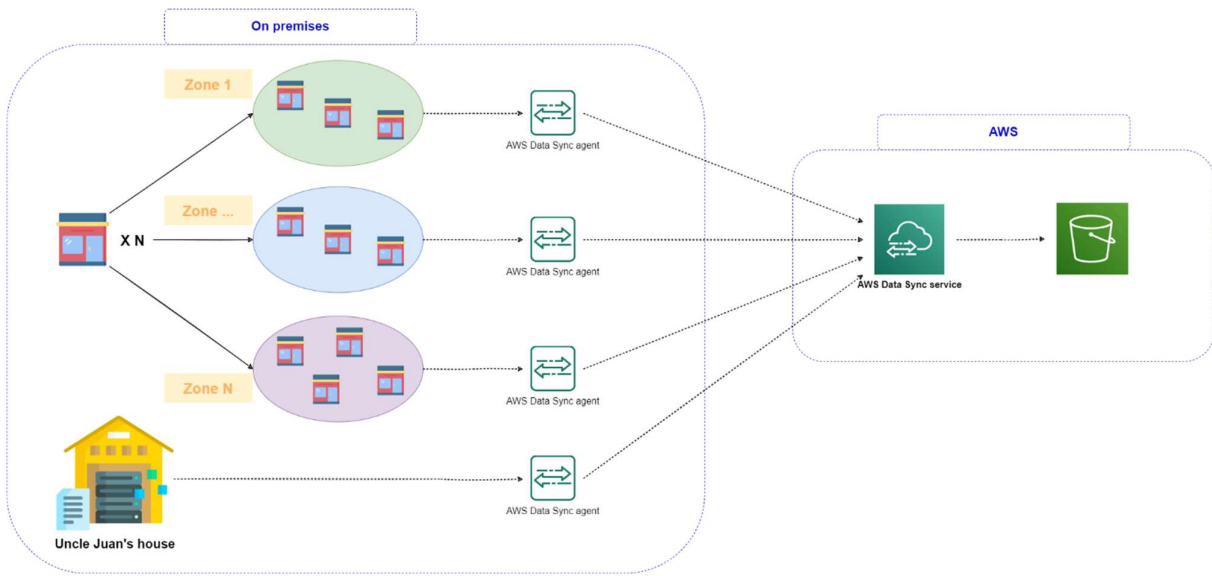 On premises
Zone 1
AWS Data Sync agent
AWS
Zone ...
X N
AWS Data Sync agent
AWS Data Sync service
Zone N
AWS Data Sync agent
AWS Data Sync agent
Uncle Juan's house